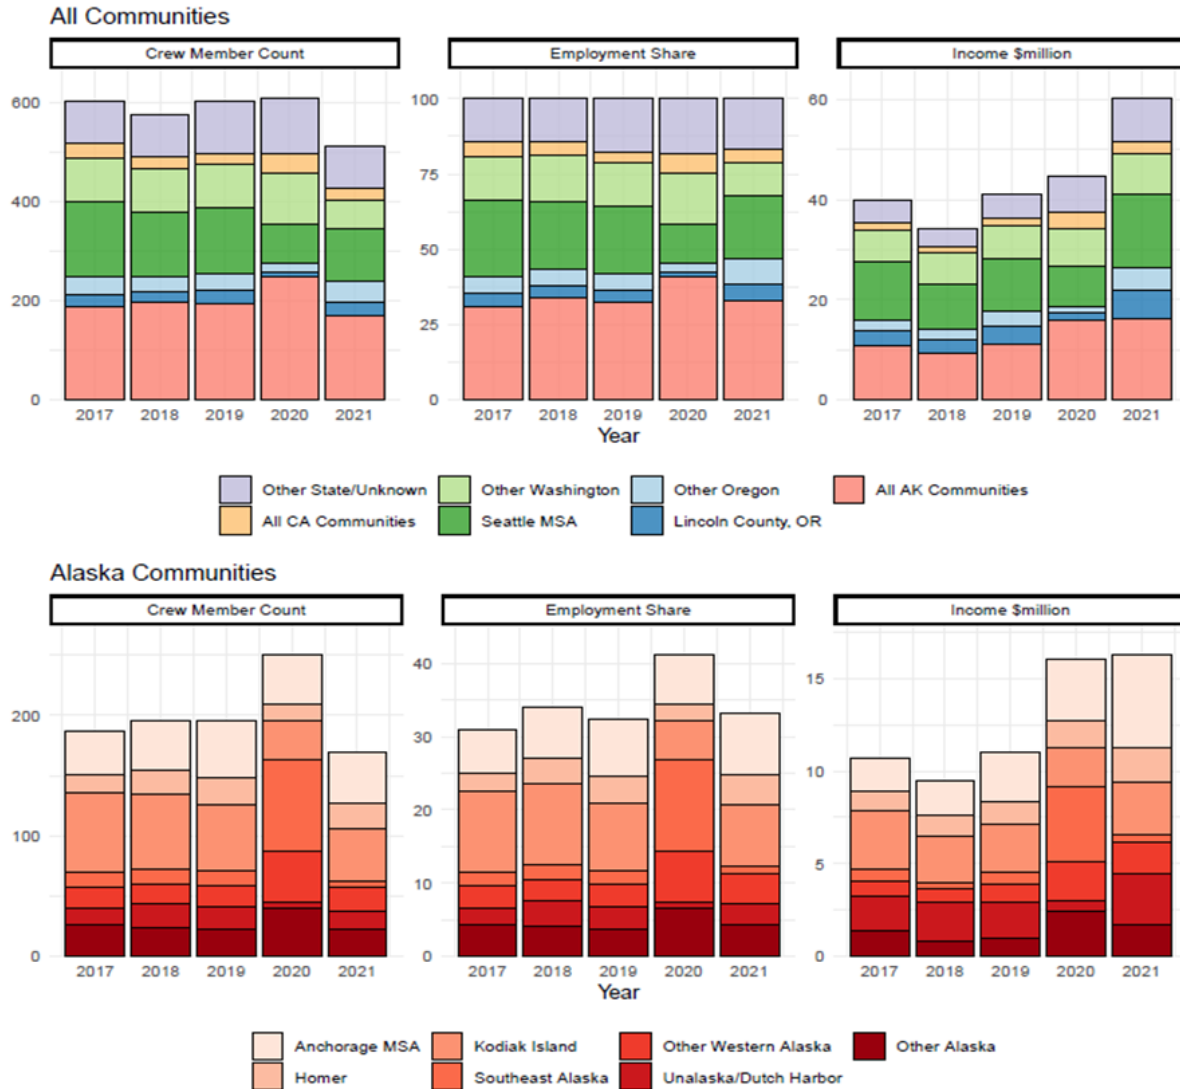 All Communities
Crew Member Count
Employment Share
Income $million
600
400
200
0
100
75
50
25
0
60
40
20
0
2017 2018 2019 2020 2021
2017 2018 2019 2020 2021
2017 2018 2019 2020 2021
Year
Other State/Unknown Other Washington Other Oregon All AK Communities
All CA Communities Seattle MSA Lincoln County, OR
Alaska Communities
Crew Member Count
Employment Share
Income $million
200
100
0
40
30
20
10
0
15
10
5
0
2017 2018 2019 2020 2021
2017 2018 2019 2020 2021
2017 2018 2019 2020 2021
Year
Anchorage MSA Kodiak Island Other Western Alaska Other Alaska
Homer Southeast Alaska Unalaska/Dutch Harbor